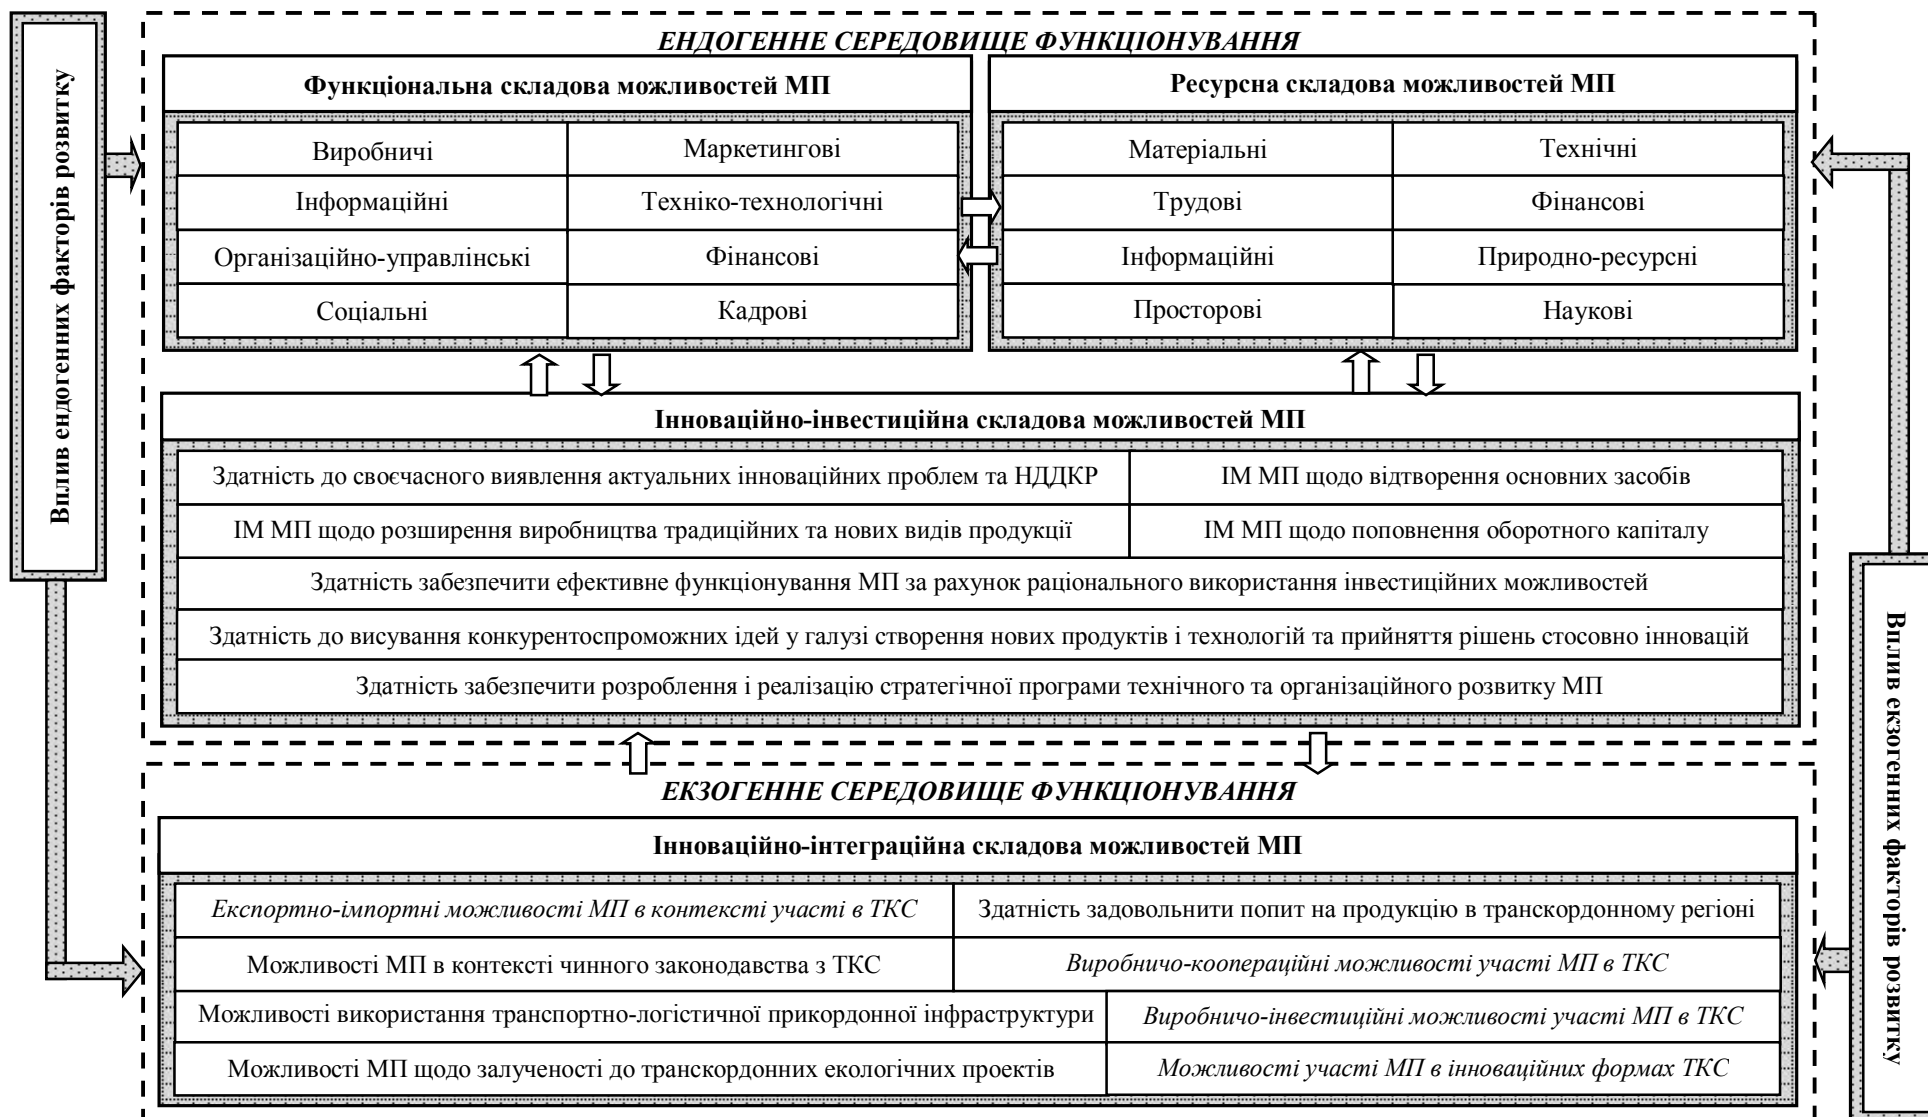 Вплив ендогенних факторів розвитку
ЕНДОГЕННЕ СЕРЕДОВИЩЕ ФУНКЦІОНУВАННЯ
Функціональна складова можливостей МП
Виробничі
Маркетингові
Інформаційні
Техніко-технологічні
Організаційно-управлінські
Фінансові
Соціальні
Кадрові
Ресурсна складова можливостей МП
Матеріальні
Технічні
Трудові
Фінансові
Інформаційні
Природно-ресурсні
Просторові
Наукові
Інноваційно-інвестиційна складова можливостей МП
Здатність до своєчасного виявлення актуальних інноваційних проблем та НДДКР
ІМ МП щодо відтворення основних засобів
ІМ МП щодо розширення виробництва традиційних та нових видів продукції
ІМ МП щодо поповнення оборотного капіталу
Здатність забезпечити ефективне функціонування МП за рахунок раціонального використання інвестиційних можливостей
Здатність до висування конкурентоспроможних ідей у галузі створення нових продуктів і технологій та прийняття рішень стосовно інновацій
Здатність забезпечити розроблення і реалізацію стратегічної програми технічного та організаційного розвитку МП
ЕКЗОГЕННЕ СЕРЕДОВИЩЕ ФУНКЦІОНУВАННЯ
Інноваційно-інтеграційна складова можливостей МП
Експортно-імпортні можливості МП в контексті участі в ТКС
Здатність задовольнити попит на продукцію в транскордонному регіоні
Можливості МП в контексті чинного законодавства з ТКС
Виробничо-коопераційні можливості участі МП в ТКС
Можливості використання транспортно-логістичної прикордонної інфраструктури
Виробничо-інвестиційні можливості участі МП в ТКС
Можливості МП щодо залученості до транскордонних екологічних проектів
Можливості участі МП в інноваційних формах ТКС
Вплив екзогенних факторів розвитку